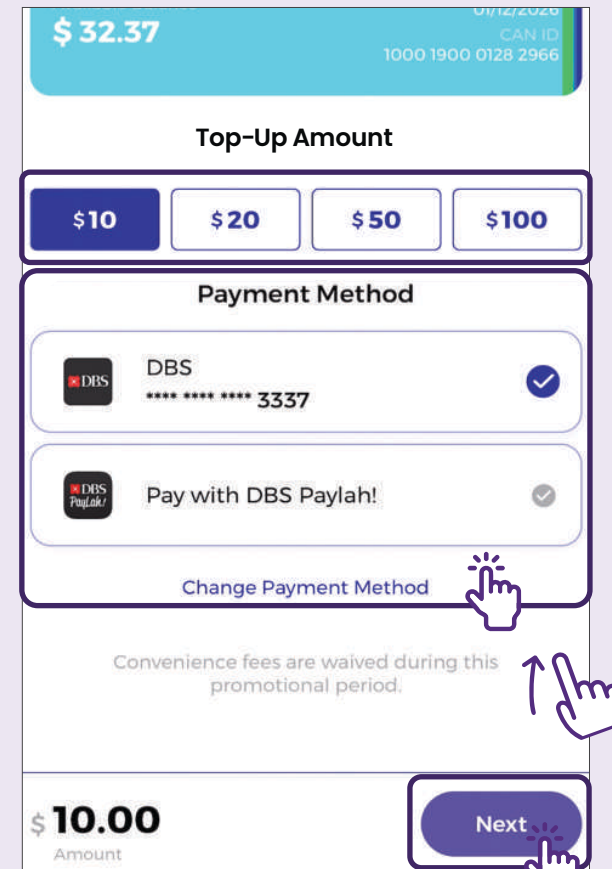 $ 32.37
01/12/2026
CAN ID
1000 1900 0128 2966
Top-Up Amount
$10
$20
$50
$100
Payment Method
DBS
DBS
**** **** **** 3337
DBS
PayLah!
Pay with DBS Paylah!
Change Payment Method
Convenience fees are waived during this
promotional period.
$ 10.00
Amount
Next